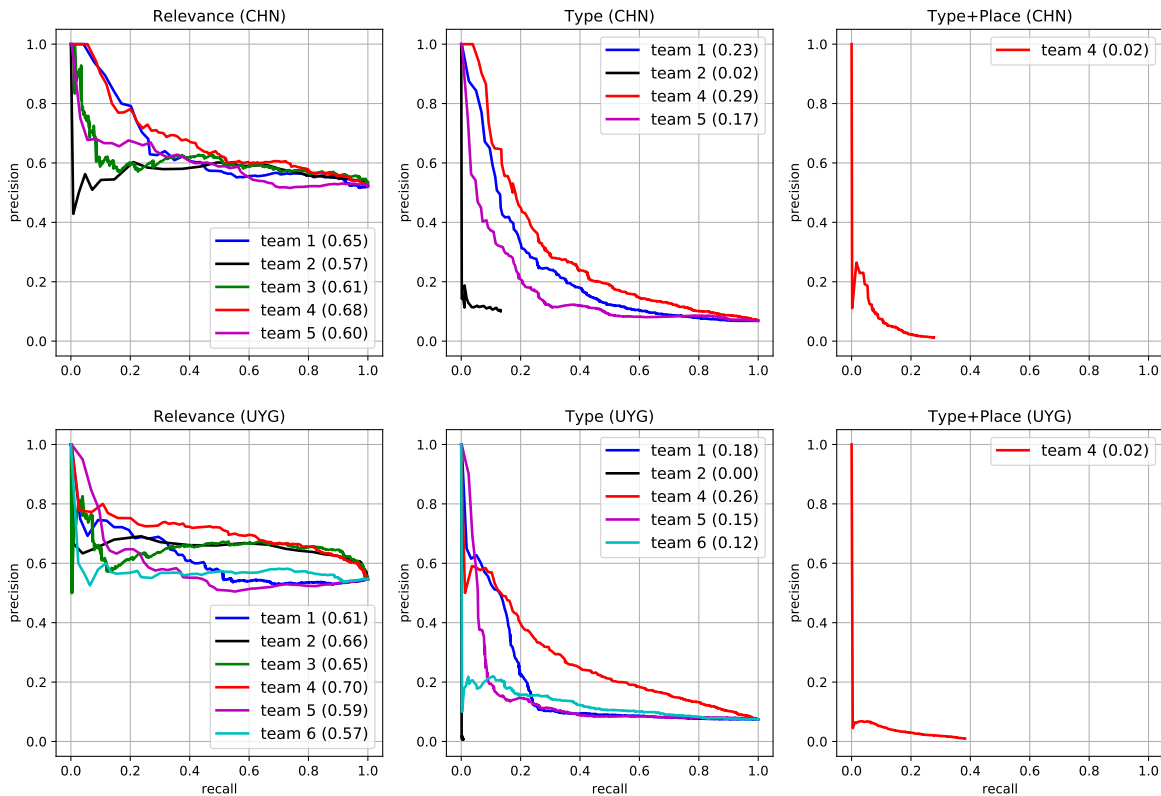 Relevance (CHN)
precision
1.0
0.8
0.6
0.4
0.2
0.0
0.0 0.2 0.4 0.6 0.8 1.0
team 1 (0.65)
team 2 (0.57)
team 3 (0.61)
team 4 (0.68)
team 5 (0.60)
Type (CHN)
precision
1.0
0.8
0.6
0.4
0.2
0.0
0.0 0.2 0.4 0.6 0.8 1.0
team 1 (0.23)
team 2 (0.02)
team 4 (0.29)
team 5 (0.17)
Type+Place (CHN)
precision
1.0
0.8
0.6
0.4
0.2
0.0
0.0 0.2 0.4 0.6 0.8 1.0
team 4 (0.02)
Relevance (UYG)
precision
1.0
0.8
0.6
0.4
0.2
0.0
0.0 0.2 0.4 0.6 0.8 1.0
recall
team 1 (0.61)
team 2 (0.66)
team 3 (0.65)
team 4 (0.70)
team 5 (0.59)
team 6 (0.57)
Type (UYG)
precision
1.0
0.8
0.6
0.4
0.2
0.0
0.0 0.2 0.4 0.6 0.8 1.0
recall
team 1 (0.18)
team 2 (0.00)
team 4 (0.26)
team 5 (0.15)
team 6 (0.12)
Type+Place (UYG)
precision
1.0
0.8
0.6
0.4
0.2
0.0
0.0 0.2 0.4 0.6 0.8 1.0
recall
team 4 (0.02)